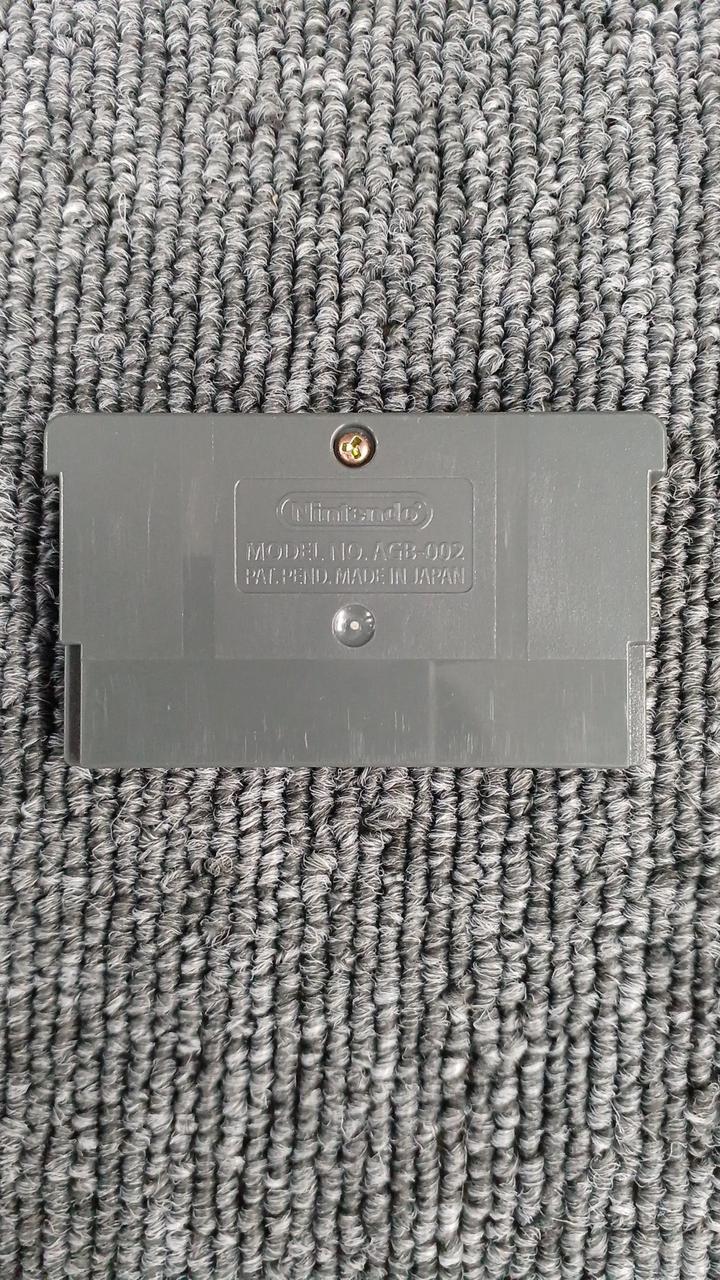 Nintendo
MODEL NO. AGB-002
PAT. PEND. MADE IN JAPAN